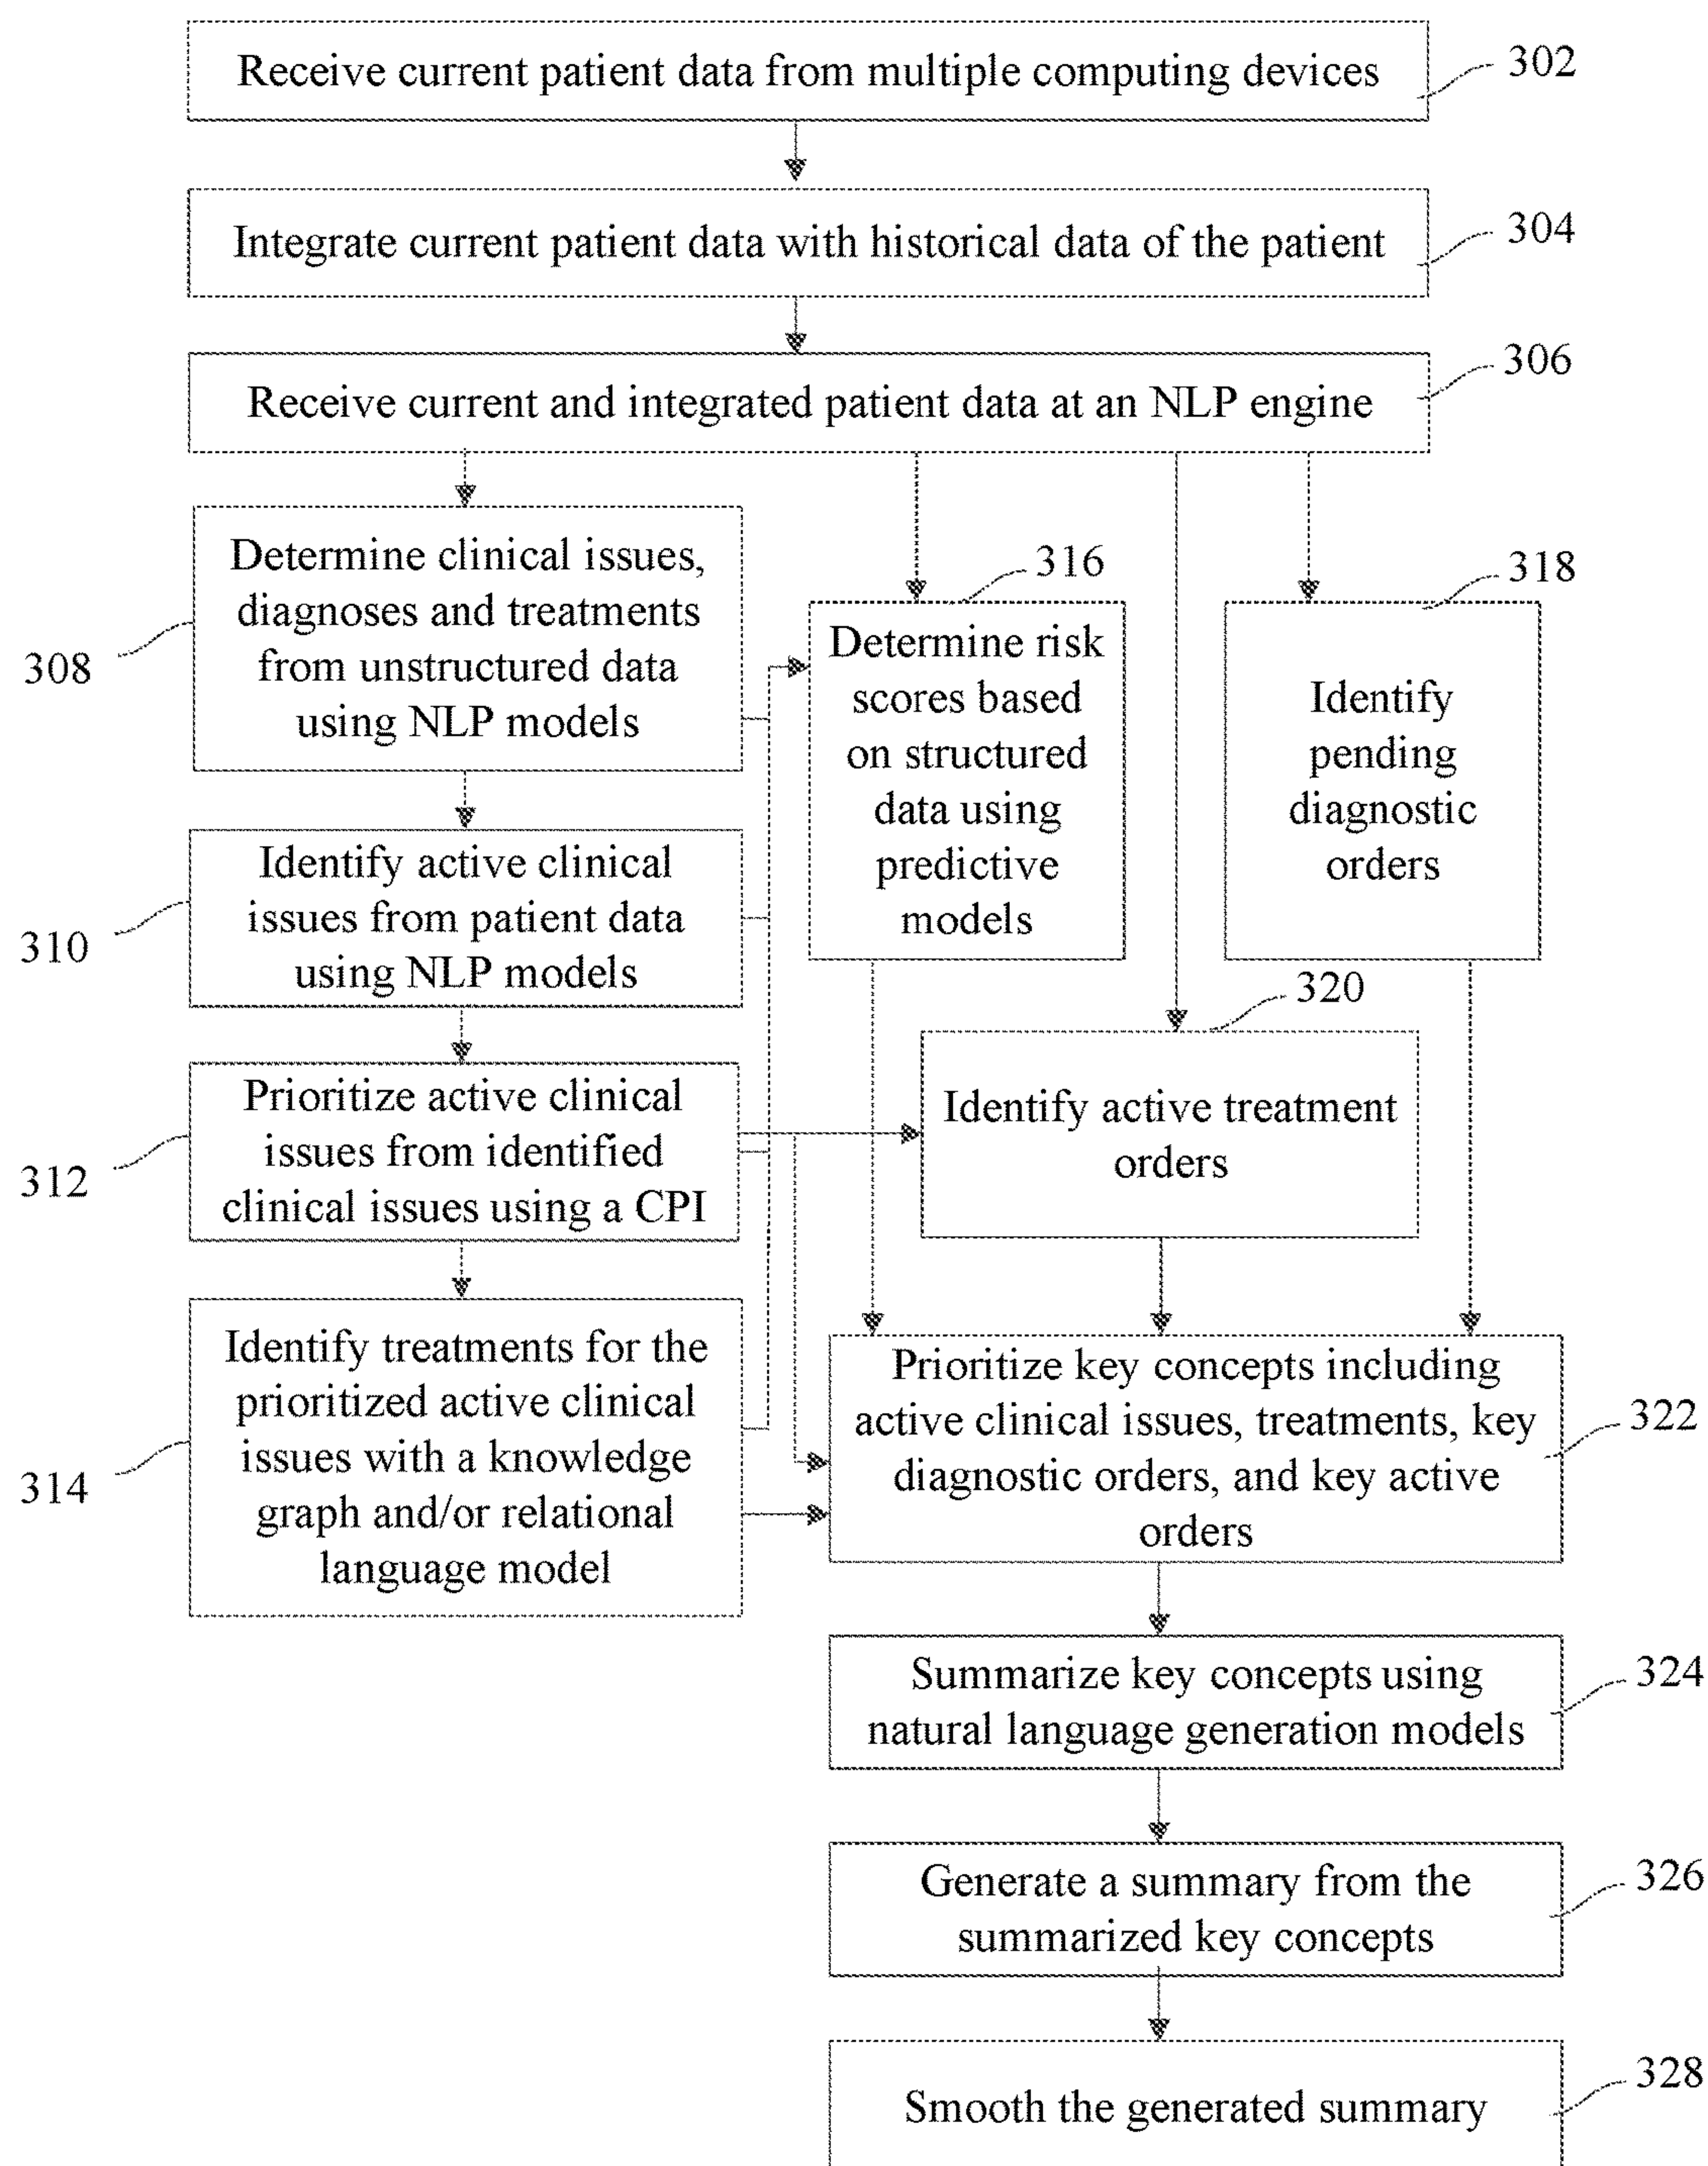 Receive current patient data from multiple computing devices
302
Integrate current patient data with historical data of the patient
304
Receive current and integrated patient data at an NLP engine
306
Determine clinical issues,
diagnoses and treatments
from unstructured data
using NLP models
308
316
Determine risk
scores based
on structured
data using
predictive
models
318
Identify
pending
diagnostic
orders
Identify active clinical
issues from patient data
using NLP models
310
320
Identify active treatment
orders
Prioritize active clinical
issues from identified
clinical issues using a CPI
312
Identify treatments for the
prioritized active clinical
issues with a knowledge
graph and/or relational
language model
314
Prioritize key concepts including
active clinical issues, treatments, key
diagnostic orders, and key active
orders
322
Summarize key concepts using
natural language generation models
324
Generate a summary from the
summarized key concepts
326
Smooth the generated summary
328